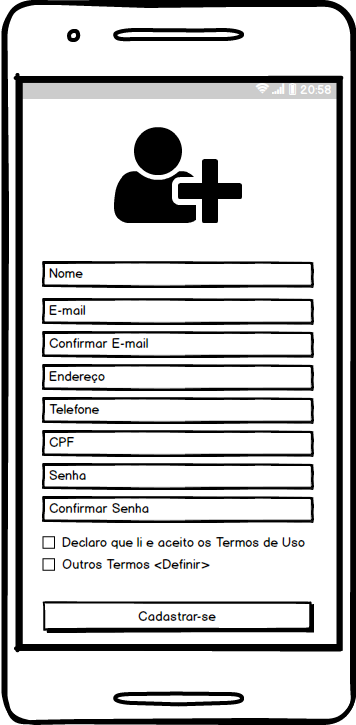 20:58
Nome
E-mail
Confirmar E-mail
Endereço
Telefone
CPF
Senha
Confirmar Senha
Declaro que li e aceito os Termos de Uso
Outros Termos <Definir>
Cadastrar-se